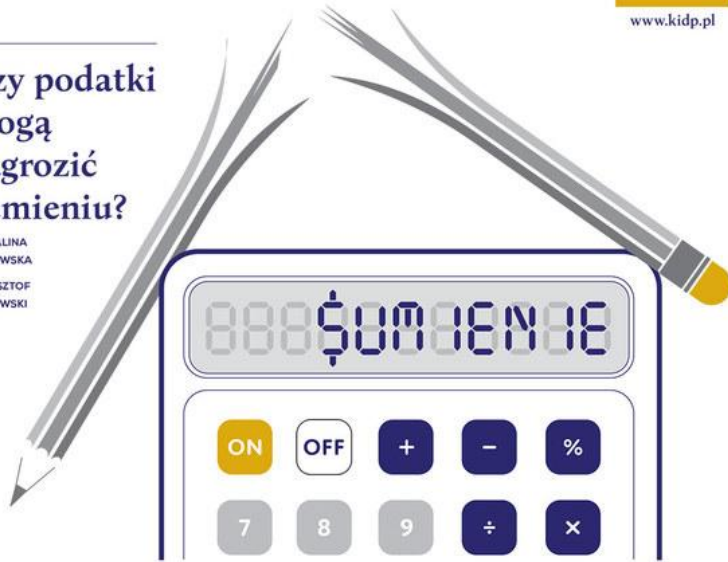 www.kidp.pl
zy podatki
ogą
grozić
mieniu?
ALINA
WSKA
SZTOF
WSKI
$UMIENIE
ON OFF + - %
7 8 9 ÷ ×